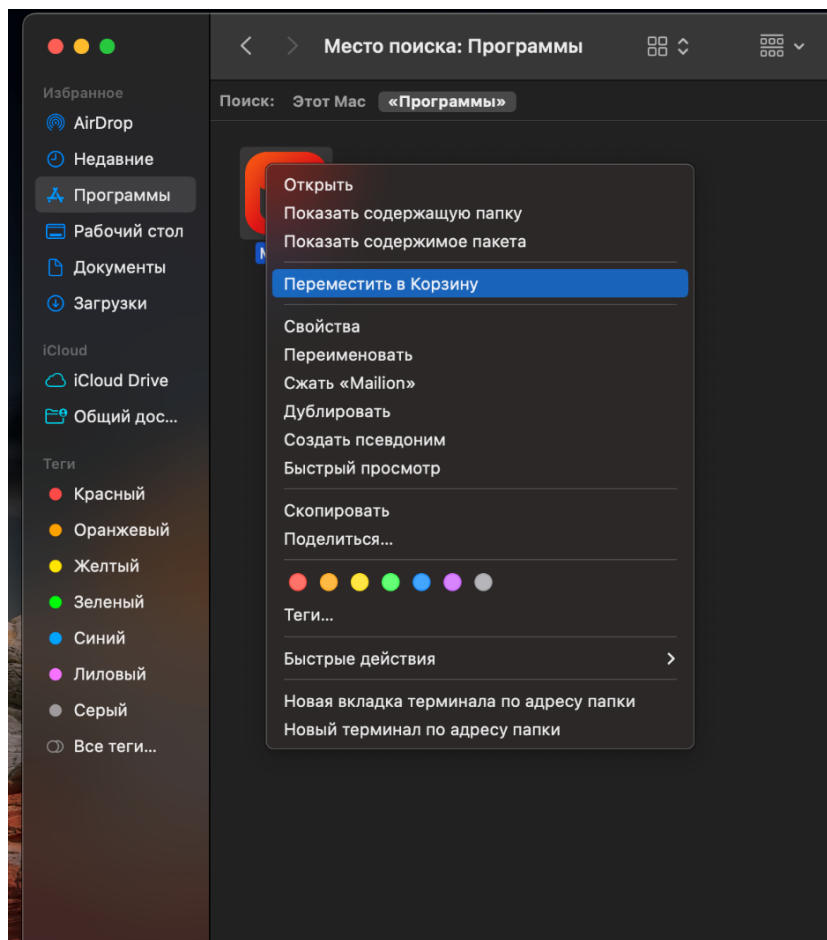 Место поиска: Программы
Поиск: Этот Mac «Программы»
Избранное
AirDrop
Недавние
Программы
Рабочий стол
Документы
Загрузки
iCloud
iCloud Drive
Общий дос...
Теги
Красный
Оранжевый
Желтый
Зеленый
Синий
Лиловый
Серый
Все теги...
Открыть
Показать содержащую папку
Показать содержимое пакета
Переместить в Корзину
Свойства
Переименовать
Сжать «Mailion»
Дублировать
Создать псевдоним
Быстрый просмотр
Скопировать
Поделиться...
Теги...
Быстрые действия
Новая вкладка терминала по адресу папки
Новый терминал по адресу папки